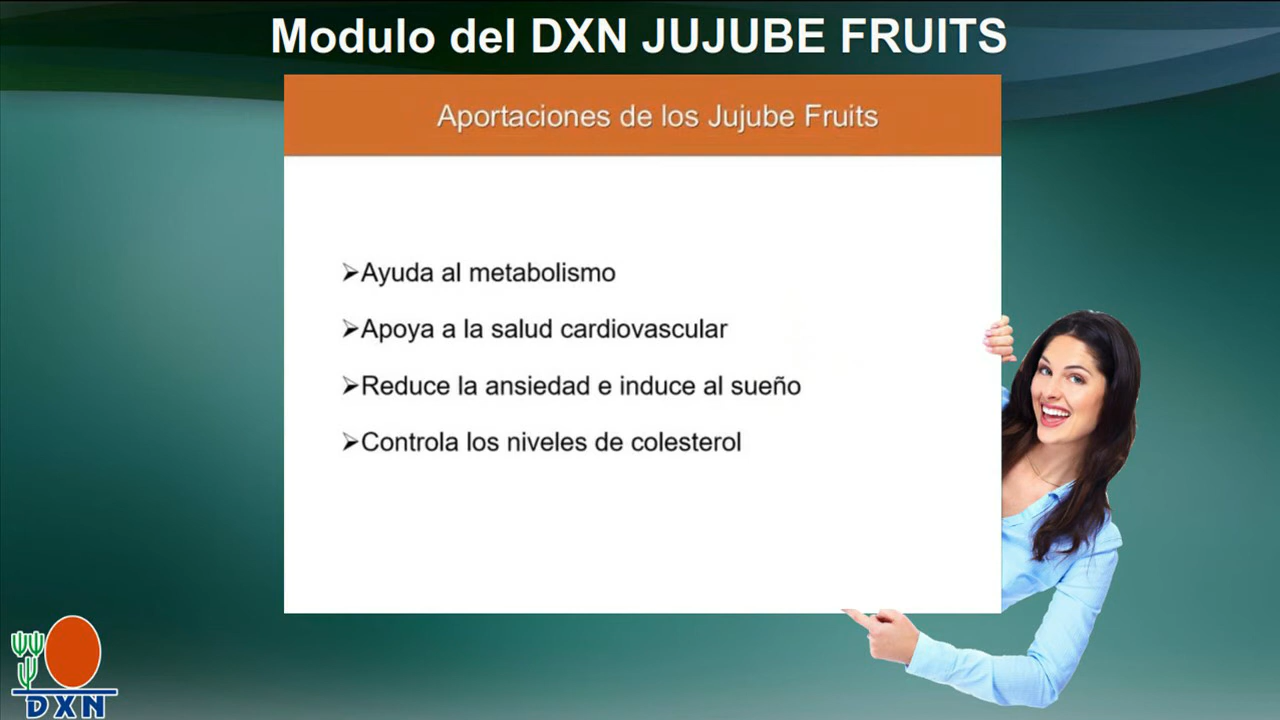 Modulo del DXN JUJUBE FRUITS
Aportaciones de los Jujube Fruits
➢Ayuda al metabolismo
➢Apoya a la salud cardiovascular
➢Reduce la ansiedad e induce al sueño
➢Controla los niveles de colesterol
DXN